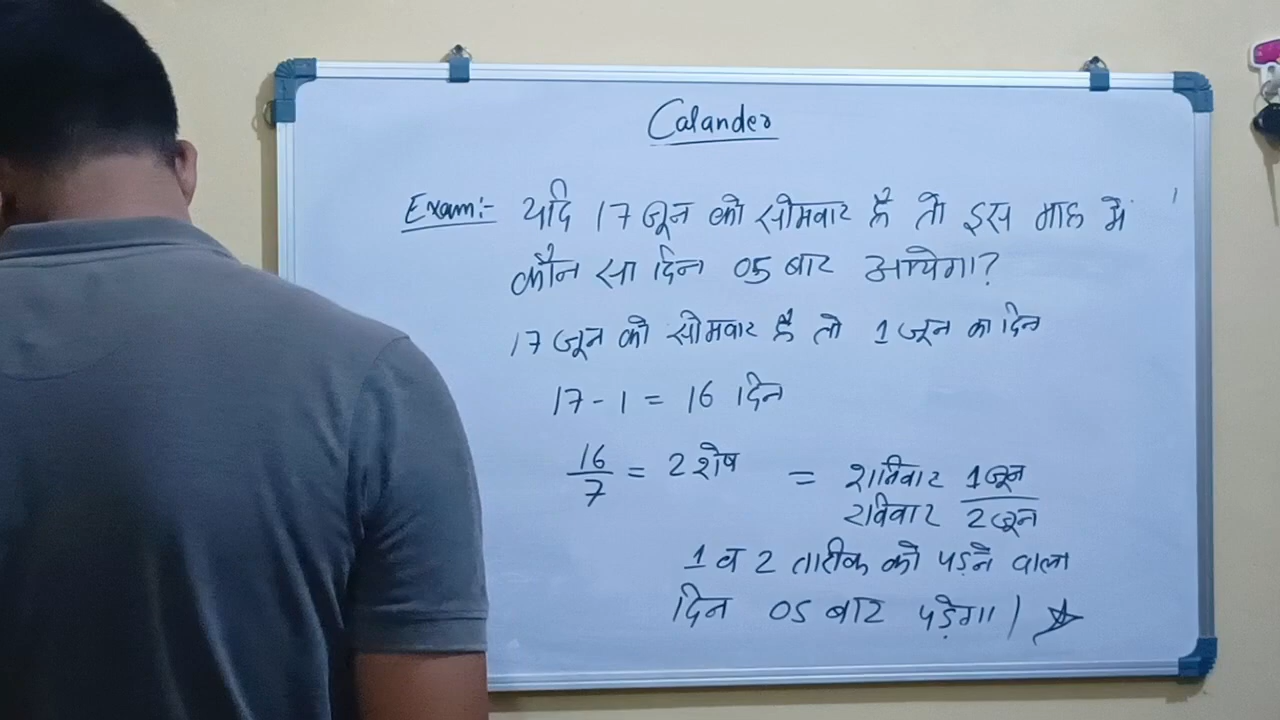 Calander
Exam:- यदि 17 जून को सोमवार है तो इस माह में
कौन सा दिन 05 बार आयेगा?
17 जून को सोमवार है तो 1 जून का दिन
17 - 1 = 16 दिन
16/7 = 2 शेष = शनिवार 1 जून
रविवार 2 जून
1 व 2 तारीक को पड़ने वाला
दिन 05 बार पड़ेगा।